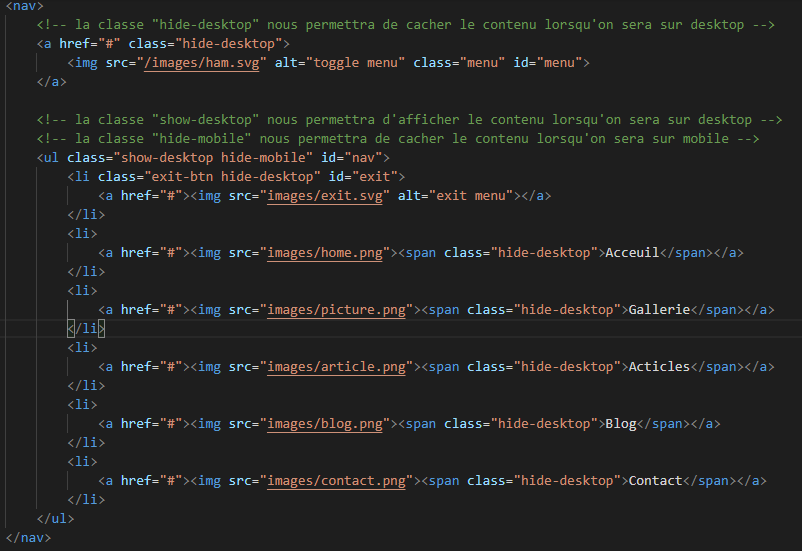 <nav>
<!-- la classe "hide-desktop" nous permettra de cacher le contenu lorsqu'on sera sur desktop -->
<a href="#" class="hide-desktop">
<img src="/images/ham.svg" alt="toggle menu" class="menu" id="menu">
</a>
<!-- la classe "show-desktop" nous permettra d'afficher le contenu lorsqu'on sera sur desktop -->
<!-- la classe "hide-mobile" nous permettra de cacher le contenu lorsqu'on sera sur mobile -->
<ul class="show-desktop hide-mobile" id="nav">
<li class="exit-btn hide-desktop" id="exit">
<a href="#"><img src="images/exit.svg" alt="exit menu"></a>
</li>
<li>
<a href="#"><img src="images/home.png"><span class="hide-desktop">Acceuil</span></a>
</li>
<li>
<a href="#"><img src="images/picture.png"><span class="hide-desktop">Gallerie</span></a>
</li>
<li>
<a href="#"><img src="images/article.png"><span class="hide-desktop">Acticles</span></a>
</li>
<li>
<a href="#"><img src="images/blog.png"><span class="hide-desktop">Blog</span></a>
</li>
<li>
<a href="#"><img src="images/contact.png"><span class="hide-desktop">Contact</span></a>
</li>
</ul>
</nav>